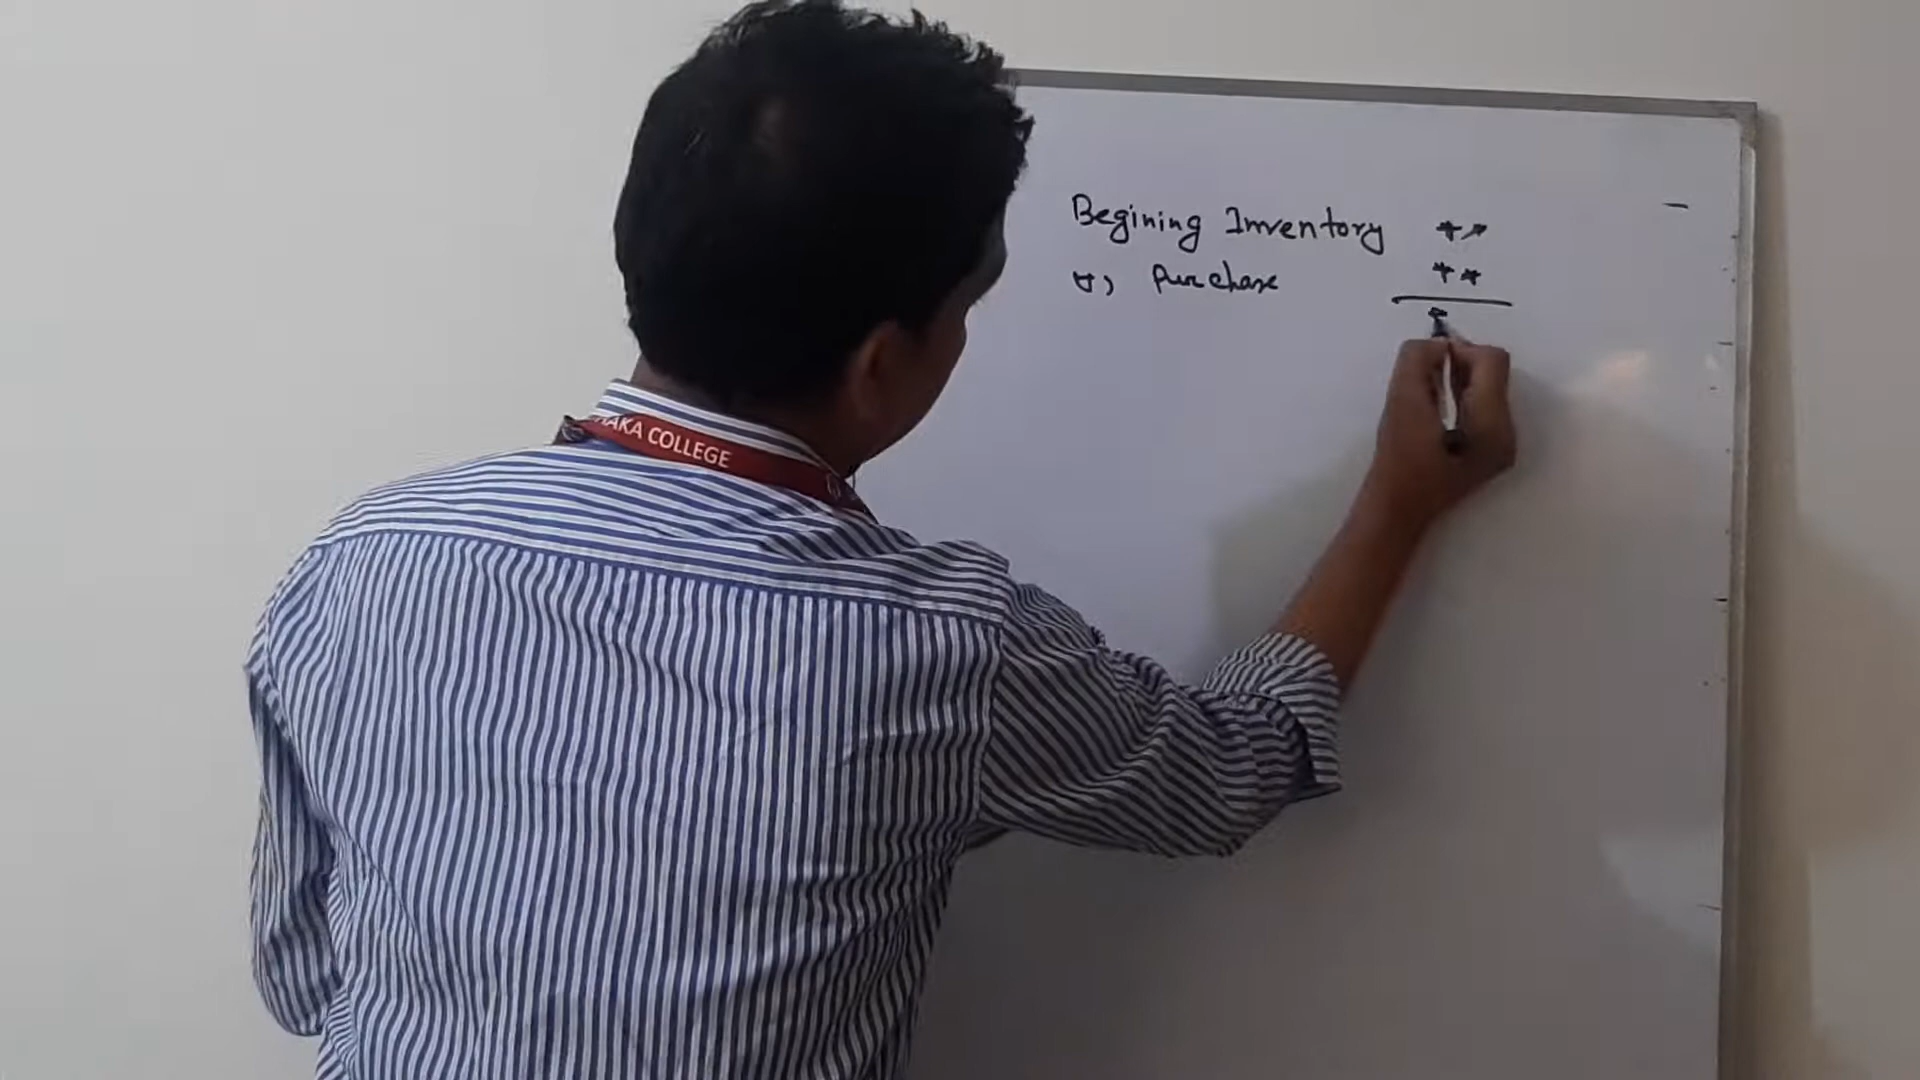 Begining Inventory **
Purchase **
*
AKA COLLEGE